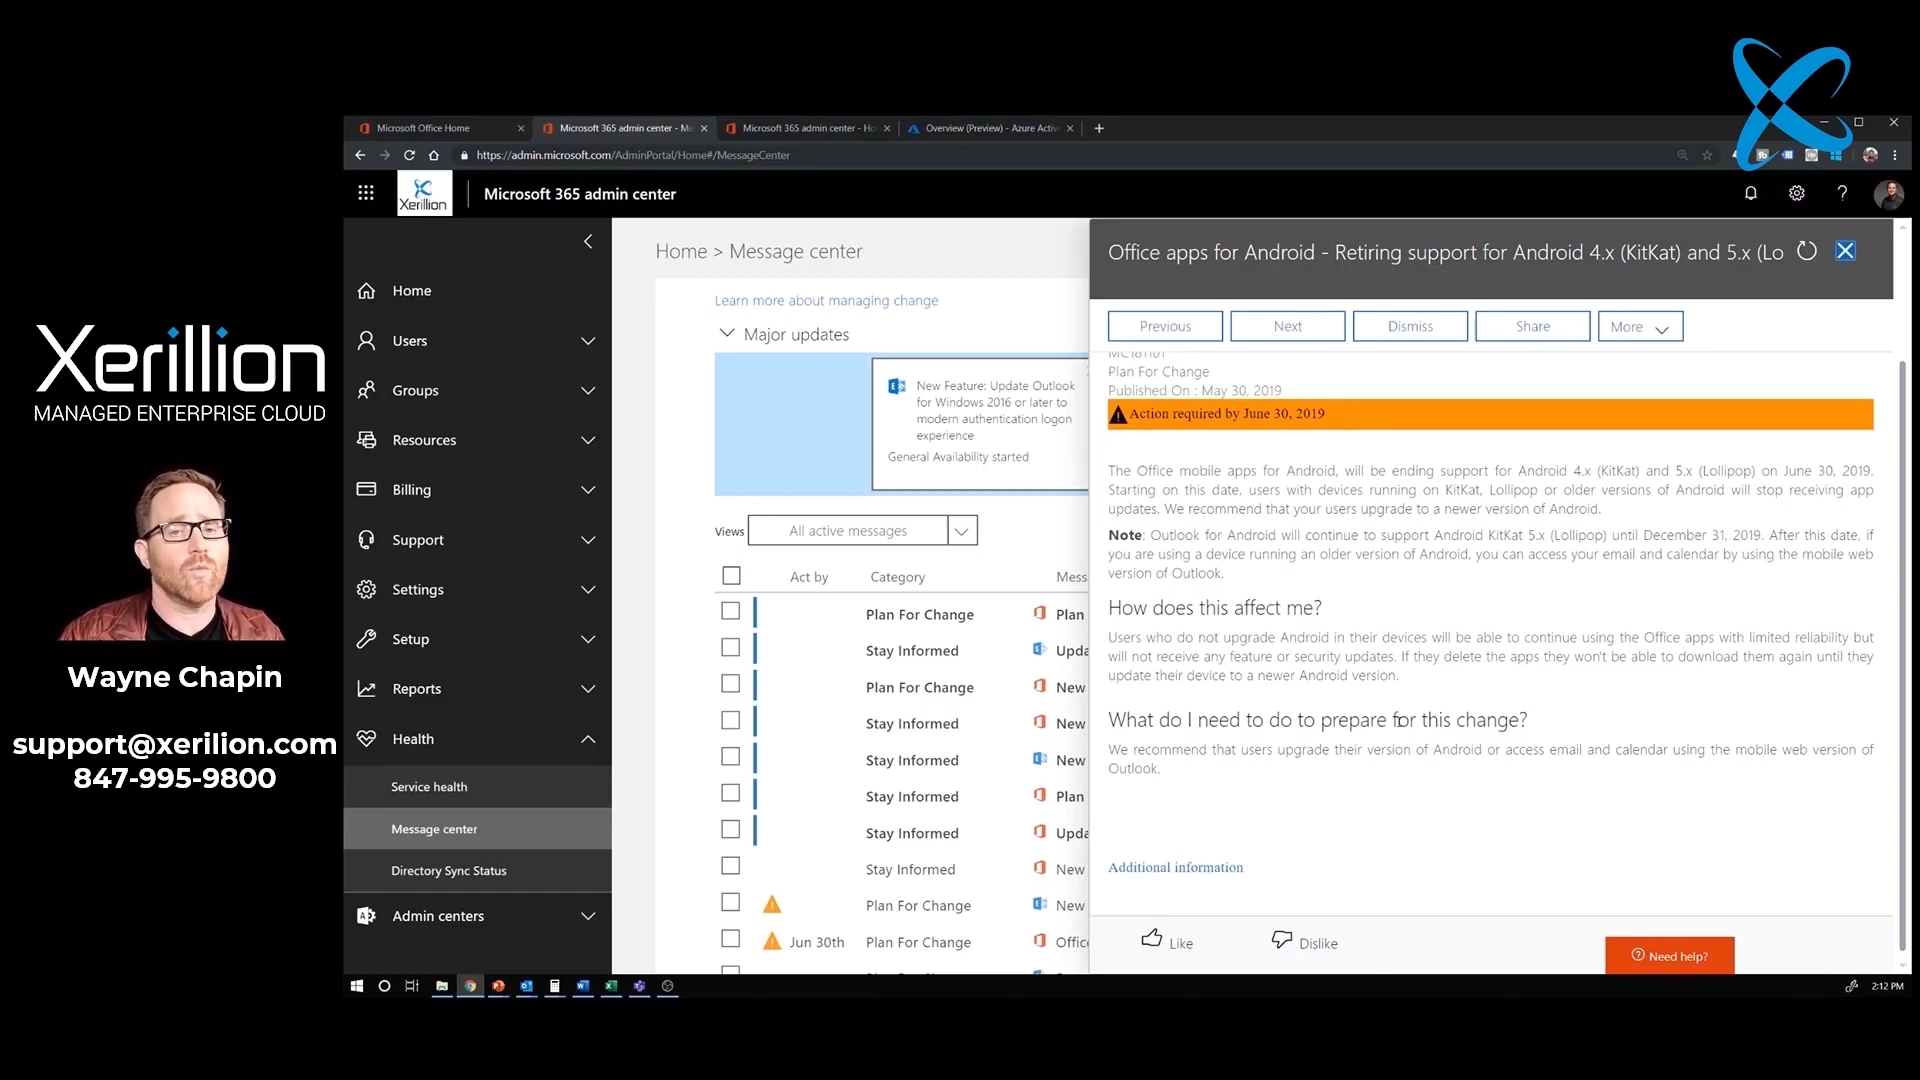 Microsoft Office Home
Microsoft 365 admin center - Me
Microsoft 365 admin center - Ho
Overview (Preview) - Azure Activ
https://admin.microsoft.com/AdminPortal/Home#/MessageCenter
Xerillion
Microsoft 365 admin center
Xerillion
MANAGED ENTERPRISE CLOUD
Wayne Chapin
support@xerilion.com
847-995-9800
Home
Users
Groups
Resources
Billing
Support
Settings
Setup
Reports
Health
Service health
Message center
Directory Sync Status
Admin centers
Home > Message center
Learn more about managing change
Major updates
New Feature: Update Outlook
for Windows 2016 or later to
modern authentication logon
experience
General Availability started
Views
All active messages
Act by Category Mess
Plan For Change Plan
Stay Informed Upda
Plan For Change New
Stay Informed New
Stay Informed New
Stay Informed Plan
Stay Informed Upda
Stay Informed New
Plan For Change New
Jun 30th Plan For Change Office
Office apps for Android - Retiring support for Android 4.x (KitKat) and 5.x (Lo
Previous
Next
Dismiss
Share
More
Plan For Change
Published On : May 30, 2019
Action required by June 30, 2019
The Office mobile apps for Android, will be ending support for Android 4.x (KitKat) and 5.x (Lollipop) on June 30, 2019.
Starting on this date, users with devices running on KitKat, Lollipop or older versions of Android will stop receiving app
updates. We recommend that your users upgrade to a newer version of Android.
Note: Outlook for Android will continue to support Android KitKat 5.x (Lollipop) until December 31, 2019. After this date, if
you are using a device running an older version of Android, you can access your email and calendar by using the mobile web
version of Outlook.
How does this affect me?
Users who do not upgrade Android in their devices will be able to continue using the Office apps with limited reliability but
will not receive any feature or security updates. If they delete the apps they won't be able to download them again until they
update their device to a newer Android version.
What do I need to do to prepare for this change?
We recommend that users upgrade their version of Android or access email and calendar using the mobile web version of
Outlook.
Additional information
Like
Dislike
Need help?
2:12 PM